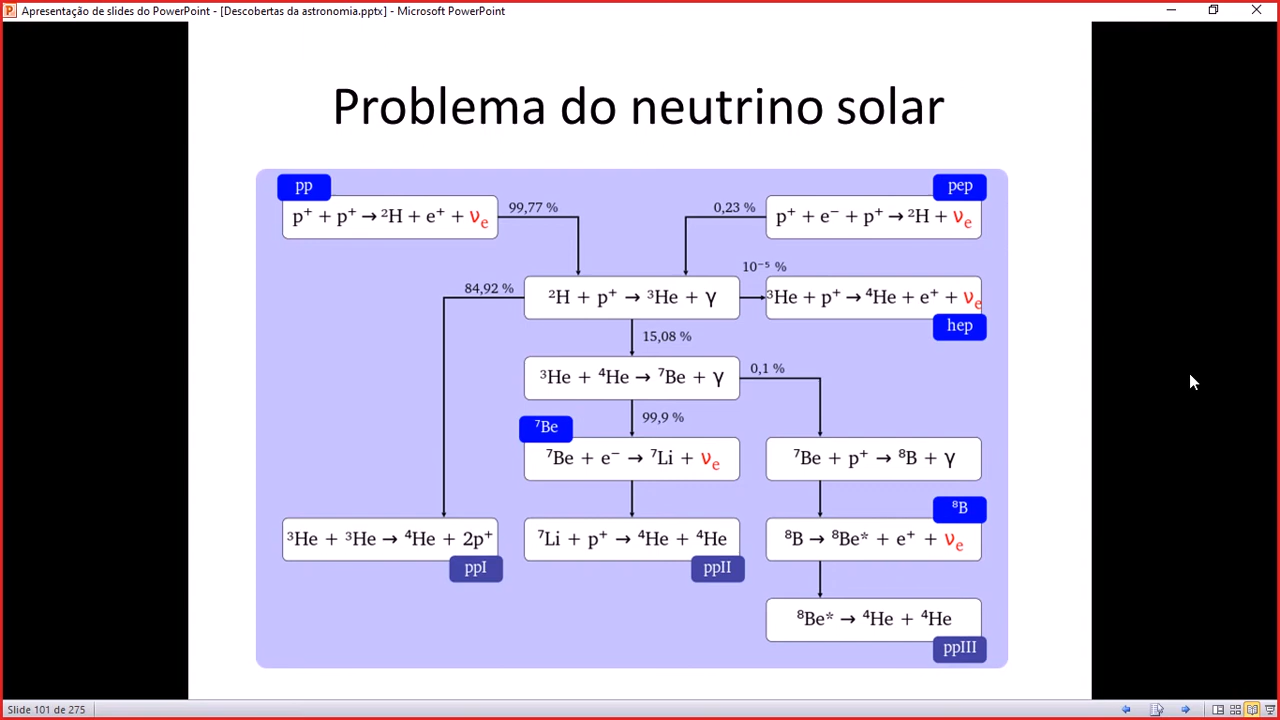 Apresentação de slides do PowerPoint - [Descobertas da astronomia.pptx] - Microsoft PowerPoint
Problema do neutrino solar
pp
pep
p⁺ + p⁺ → ²H + e⁺ + νₑ
99,77 %
0,23 %
p⁺ + e⁻ + p⁺ → ²H + νₑ
10⁻⁵ %
84,92 %
²H + p⁺ → ³He + γ
³He + p⁺ → ⁴He + e⁺ + νₑ
hep
15,08 %
³He + ⁴He → ⁷Be + γ
0,1 %
99,9 %
⁷Be
⁷Be + e⁻ → ⁷Li + νₑ
⁷Be + p⁺ → ⁸B + γ
⁸B
³He + ³He → ⁴He + 2p⁺
⁷Li + p⁺ → ⁴He + ⁴He
⁸B → ⁸Be* + e⁺ + νₑ
ppI
ppII
⁸Be* → ⁴He + ⁴He
ppIII
Slide 101 de 275